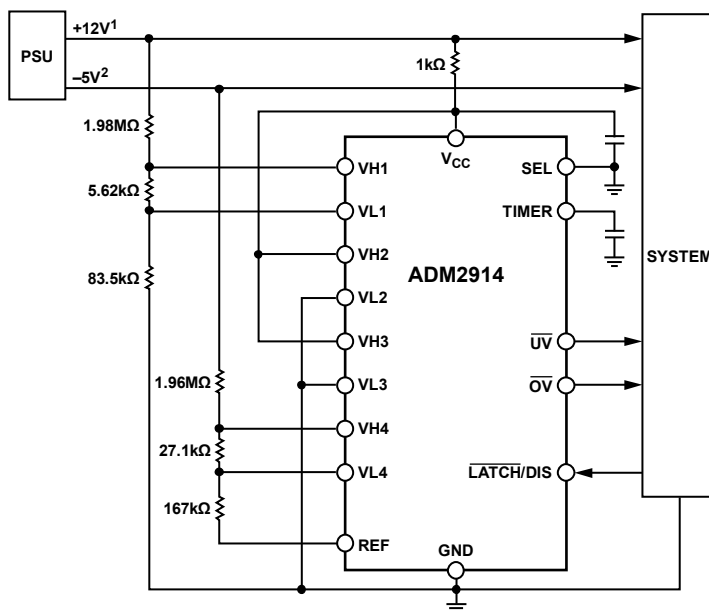 +12V¹
PSU
–5V²
1kΩ
1.98MΩ
VCC
VH1
SEL
5.62kΩ
VL1
TIMER
VH2
ADM2914
SYSTEM
83.5kΩ
VL2
VH3
UV
1.96MΩ
VL3
OV
VH4
27.1kΩ
VL4
LATCH/DIS
167kΩ
REF
GND